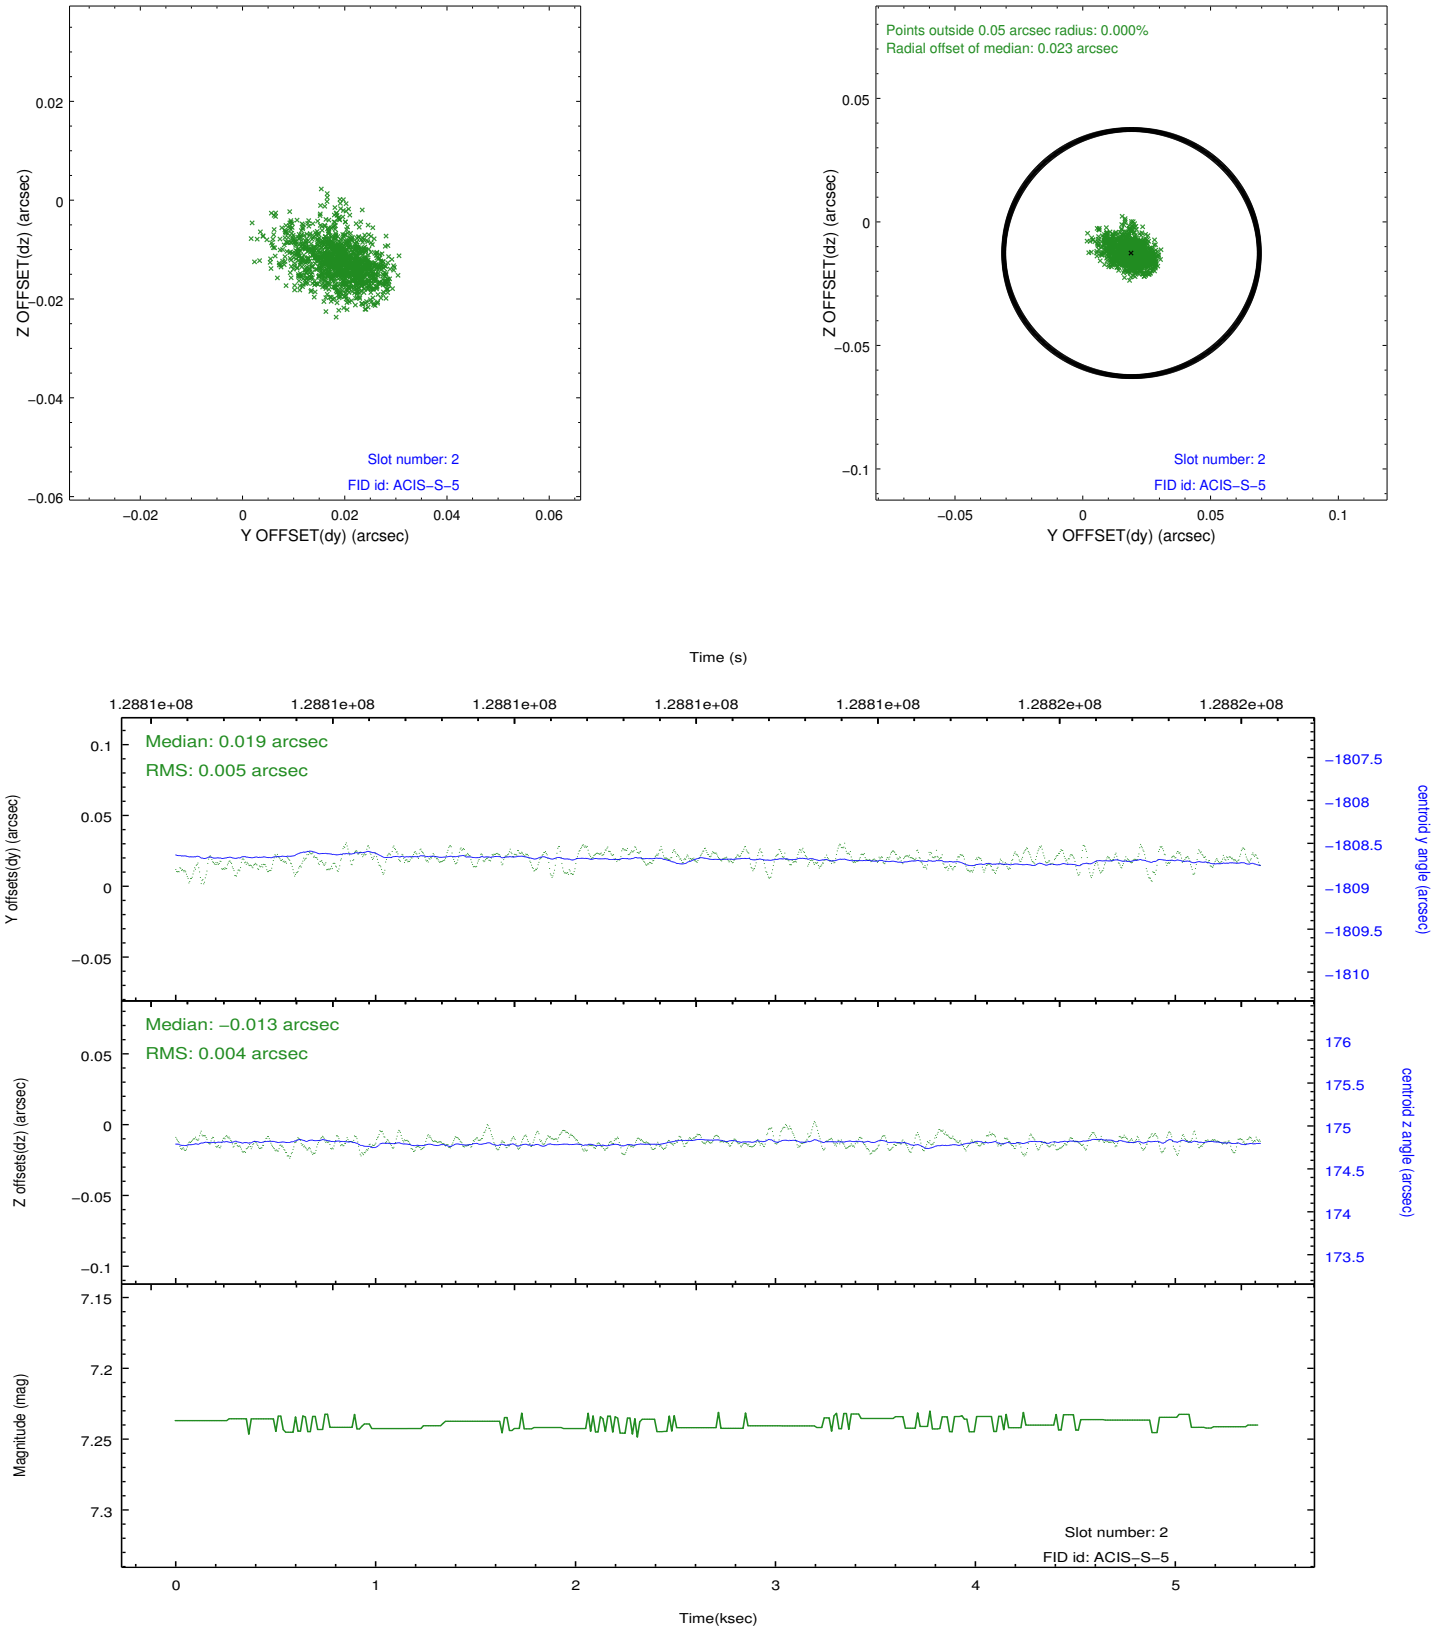 0.02
0
−0.02
−0.04
−0.06
Z OFFSET(dz) (arcsec)
Slot number: 2
FID id: ACIS−S−5
−0.02 0 0.02 0.04 0.06
Y OFFSET(dy) (arcsec)
Points outside 0.05 arcsec radius: 0.000%
Radial offset of median: 0.023 arcsec
0.05
0
−0.05
−0.1
Z OFFSET(dz) (arcsec)
Slot number: 2
FID id: ACIS−S−5
−0.05 0 0.05 0.1
Y OFFSET(dy) (arcsec)
Time (s)
1.2881e+08 1.2881e+08 1.2881e+08 1.2881e+08 1.2881e+08 1.2882e+08 1.2882e+08
Median: 0.019 arcsec
RMS: 0.005 arcsec
0.1
0.05
0
−0.05
Y offsets(dy) (arcsec)
−1807.5
−1808
−1808.5
−1809
−1809.5
−1810
centroid y angle (arcsec)
Median: −0.013 arcsec
RMS: 0.004 arcsec
0.05
0
−0.05
−0.1
Z offsets(dz) (arcsec)
176
175.5
175
174.5
174
173.5
centroid z angle (arcsec)
7.15
7.2
7.25
7.3
Magnitude (mag)
Slot number: 2
FID id: ACIS−S−5
0 1 2 3 4 5
Time(ksec)